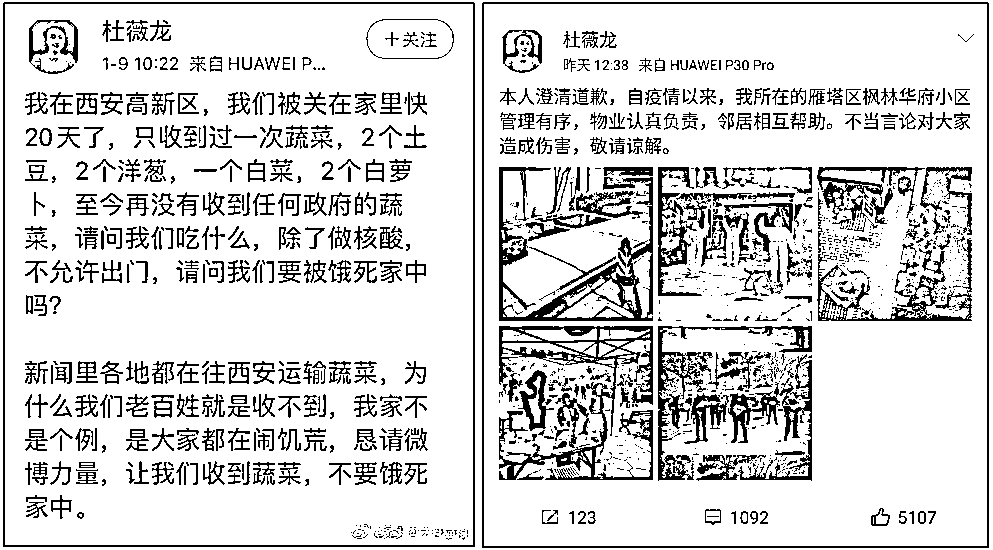 杜薇龙
十关注
1-9 10:22 来自 HUAWEI P...
我在西安高新区，我们被关在家里快
20天了，只收到过一次蔬菜，2个土
豆，2个洋葱，一个白菜，2个白萝
卜，至今再没有收到任何政府的蔬
菜，请问我们吃什么，除了做核酸，
不允许出门，请问我们要被饿死家中
吗？
新闻里各地都在往西安运输蔬菜，为
什么我们老百姓就是收不到，我家不
是个例，是大家都在闹饥荒，恳请微
博力量，让我们收到蔬菜，不要饿死
家中。
杜薇龙
昨天 12:38 来自 HUAWEI P30 Pro
本人澄清道歉，自疫情以来，我所在的雁塔区枫林华府小区
管理有序，物业认真负责，邻居相互帮助。不当言论对大家
造成伤害，敬请谅解。
123
1092
5107